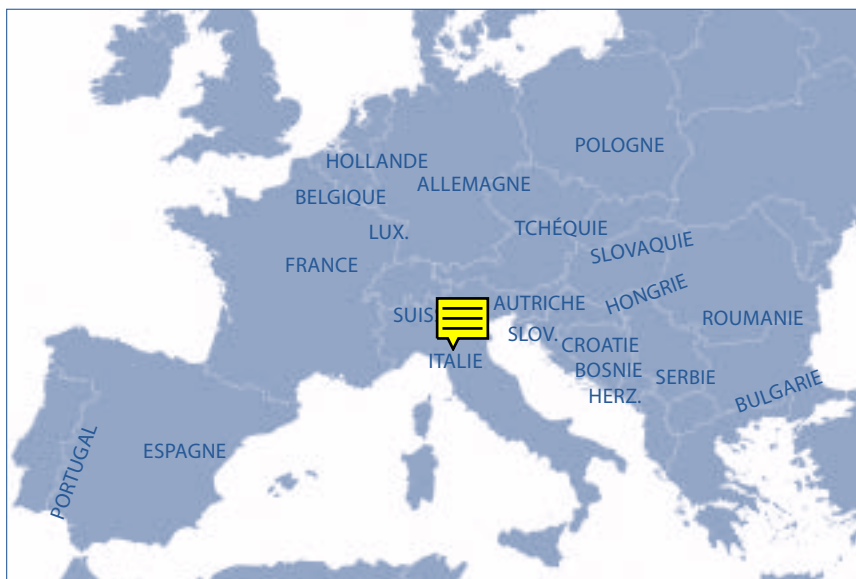 POLOGNE
HOLLANDE
ALLEMAGNE
BELGIQUE
TCHÉQUIE
LUX.
SLOVAQUIE
FRANCE
HONGRIE
AUTRICHE
SUIS
ROUMANIE
SLOV.
CROATIE
ITALIE
BOSNIE
HERZ.
SERBIE
BULGARIE
ESPAGNE
PORTUGAL